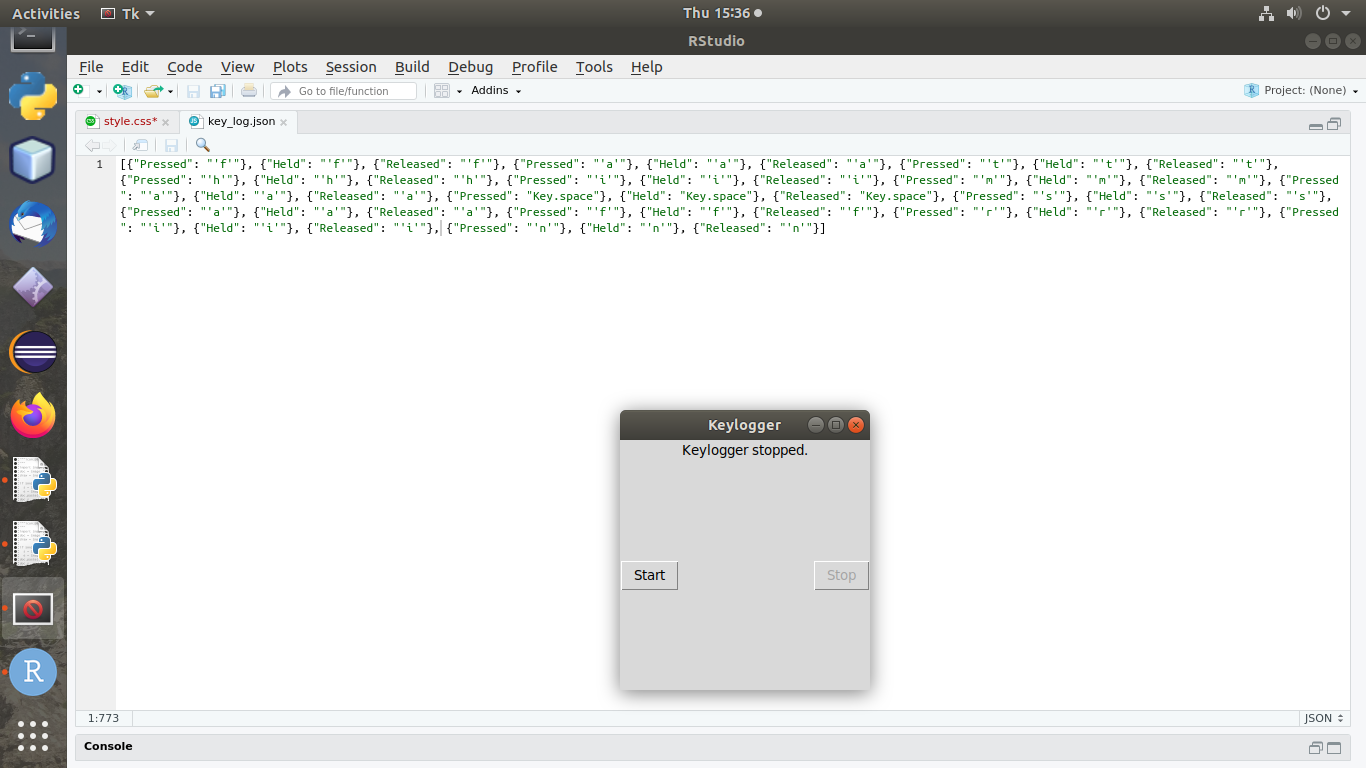 Activities Tk Thu 15:36
RStudio
File Edit Code View Plots Session Build Debug Profile Tools Help
Go to file/function Addins Project: (None)
style.css* key_log.json
1 [{"Pressed": "'f'"}, {"Held": "'f'"}, {"Released": "'f'"}, {"Pressed": "'a'"}, {"Held": "'a'"}, {"Released": "'a'"}, {"Pressed": "'t'"}, {"Held": "'t'"}, {"Released": "'t'"},
{"Pressed": "'h'"}, {"Held": "'h'"}, {"Released": "'h'"}, {"Pressed": "'i'"}, {"Held": "'i'"}, {"Released": "'i'"}, {"Pressed": "'m'"}, {"Held": "'m'"}, {"Released": "'m'"}, {"Pressed
": "'a'"}, {"Held": "'a'"}, {"Released": "'a'"}, {"Pressed": "Key.space"}, {"Held": "Key.space"}, {"Released": "Key.space"}, {"Pressed": "'s'"}, {"Held": "'s'"}, {"Released": "'s'"},
{"Pressed": "'a'"}, {"Held": "'a'"}, {"Released": "'a'"}, {"Pressed": "'f'"}, {"Held": "'f'"}, {"Released": "'f'"}, {"Pressed": "'r'"}, {"Held": "'r'"}, {"Released": "'r'"}, {"Pressed
": "'i'"}, {"Held": "'i'"}, {"Released": "'i'"}, {"Pressed": "'n'"}, {"Held": "'n'"}, {"Released": "'n'"}]
Keylogger
Keylogger stopped.
Start Stop
R
1:773 JSON
Console